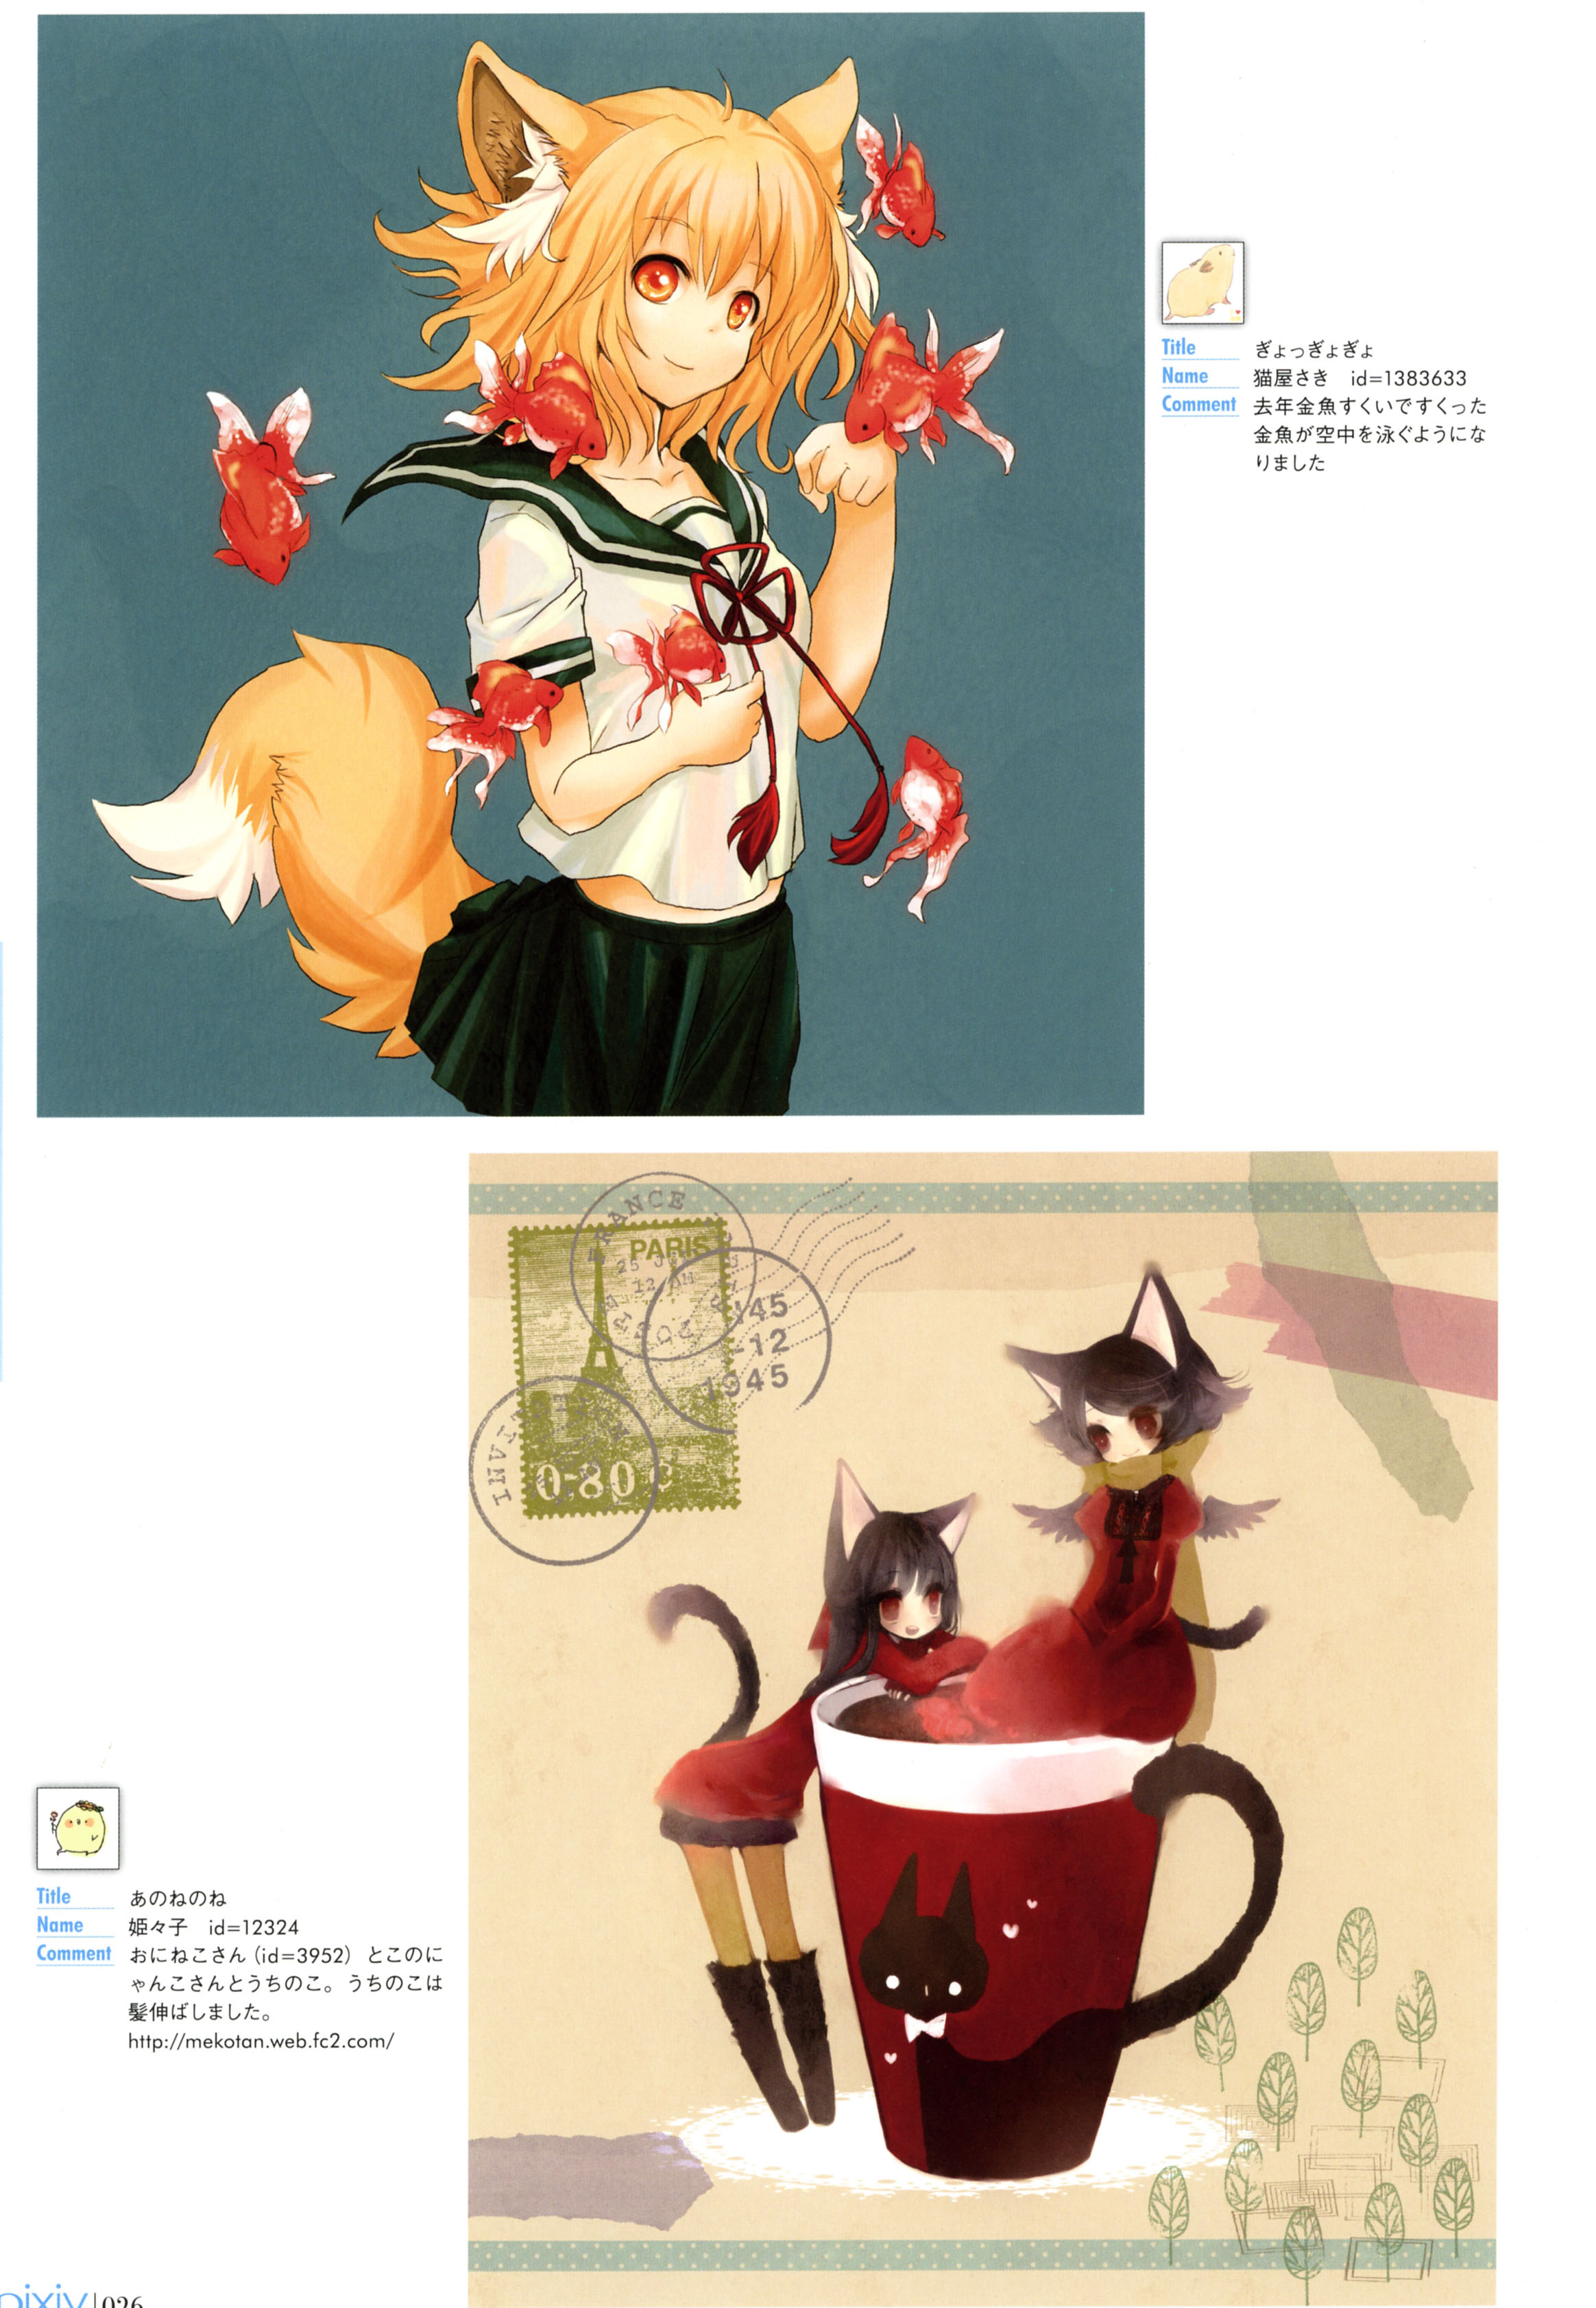 Title ぎょっぎょぎょ
Name 猫屋さき id=1383633
Comment 去年金魚すくいですくった
金魚が空中を泳ぐようにな
りました
FRANCE
PARIS
12
145
-12
1945
0-80
Title あのねのね
Name 姫々子 id=12324
Comment おにねこさん（id=3952）とこのに
ゃんこさんとうちのこ。うちのこは
髪伸ばしました。
http://mekotan.web.fc2.com/
pixiv|026